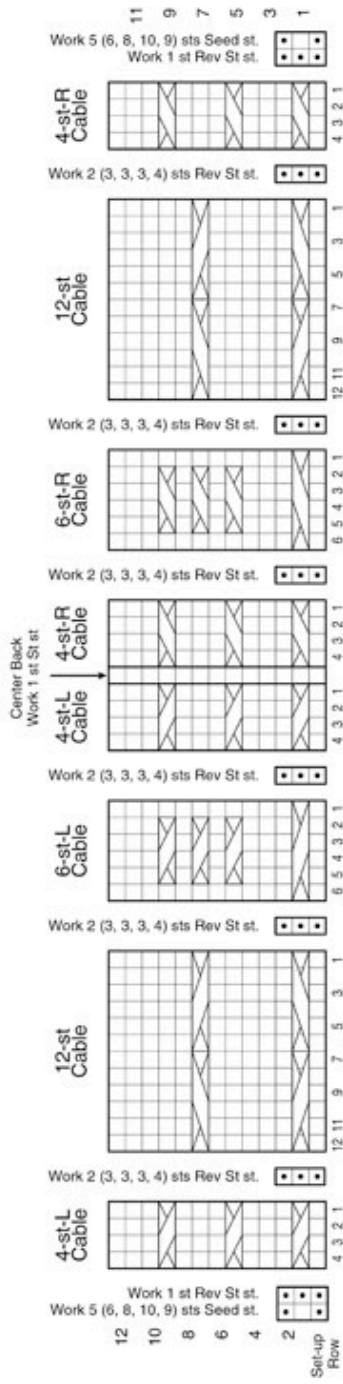 11 9 7 5 3 1
Work 5 (6, 8, 10, 9) sts Seed st.
Work 1 st Rev St st.
4-st-R
Cable
4 3 2 1
Work 2 (3, 3, 3, 4) sts Rev St st.
12-st
Cable
12 11 9 7 5 3 1
Work 2 (3, 3, 3, 4) sts Rev St st.
6-st-R
Cable
6 5 4 3 2 1
Work 2 (3, 3, 3, 4) sts Rev St st.
4-st-R
Cable
4 3 2 1
Center Back
Work 1 st St st
4-st-L
Cable
4 3 2 1
Work 2 (3, 3, 3, 4) sts Rev St st.
6-st-L
Cable
6 5 4 3 2 1
Work 2 (3, 3, 3, 4) sts Rev St st.
12-st
Cable
12 11 9 7 5 3 1
Work 2 (3, 3, 3, 4) sts Rev St st.
4-st-L
Cable
4 3 2 1
Work 1 st Rev St st.
Work 5 (6, 8, 10, 9) sts Seed st.
12 10 8 6 4 2
Set-up
Row